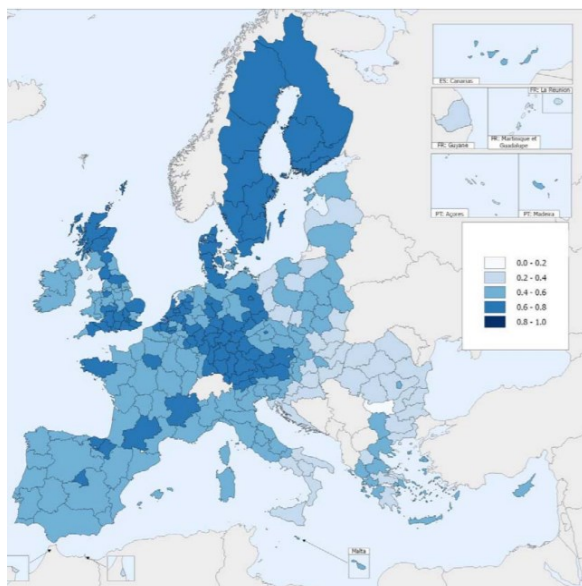 ES: Canarias
FR: La Réunion
FR: Guyane
FR: Martinique et
Guadalupe
PT: Açores
PT: Madeira
0.0 - 0.2
0.2 - 0.4
0.4 - 0.6
0.6 - 0.8
0.8 - 1.0
Malta